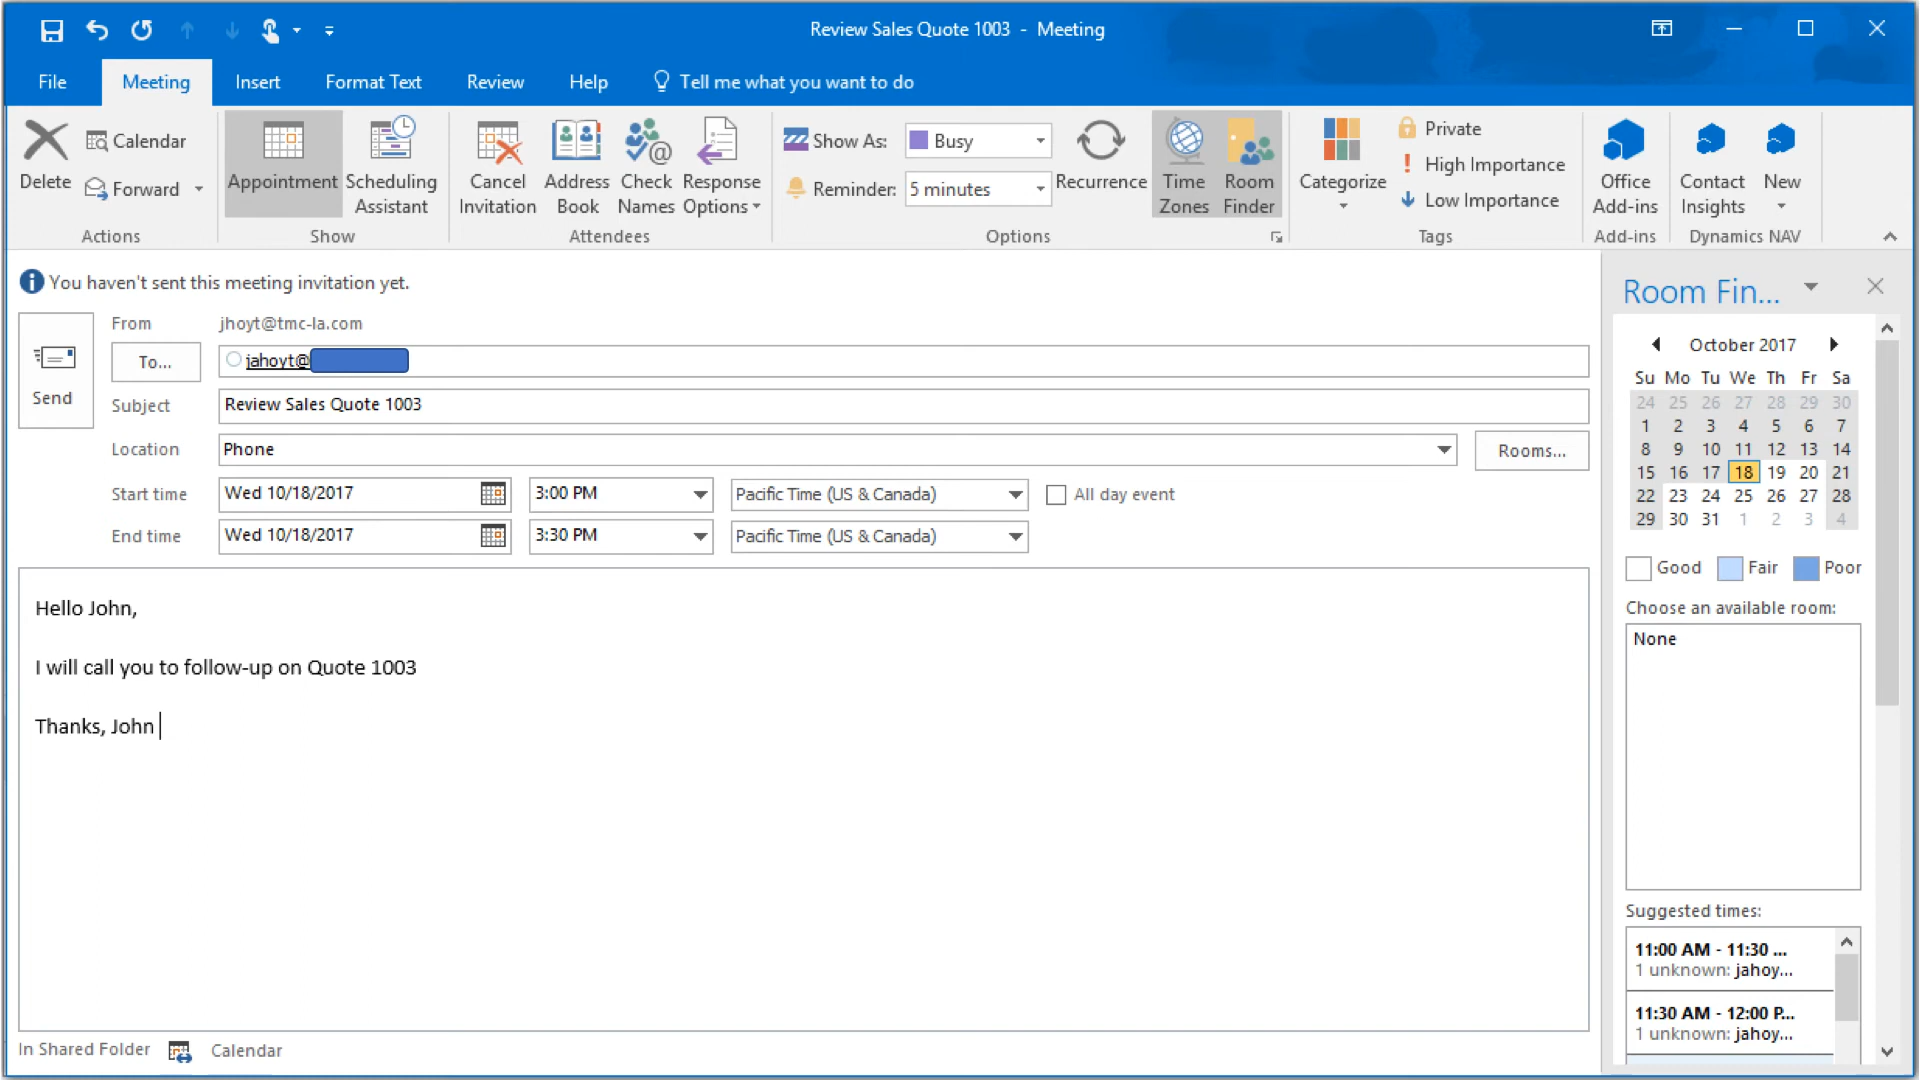 Review Sales Quote 1003 - Meeting
File Meeting Insert Format Text Review Help Tell me what you want to do
Delete
Calendar
Forward
Actions
Appointment
Scheduling
Assistant
Show
Cancel
Invitation
Address
Book
Check
Names
Response
Options
Attendees
Show As: Busy
Reminder: 5 minutes
Recurrence
Time
Zones
Room
Finder
Options
Categorize
Private
High Importance
Low Importance
Tags
Office
Add-ins
Add-ins
Contact
Insights
New
Dynamics NAV
You haven't sent this meeting invitation yet.
Send
From jhoyt@tmc-la.com
To... jahoyt@
Subject Review Sales Quote 1003
Location Phone Rooms...
Start time Wed 10/18/2017 3:00 PM Pacific Time (US & Canada) All day event
End time Wed 10/18/2017 3:30 PM Pacific Time (US & Canada)
Hello John,
I will call you to follow-up on Quote 1003
Thanks, John
In Shared Folder Calendar
Room Fin...
October 2017
Su Mo Tu We Th Fr Sa
24 25 26 27 28 29 30
1 2 3 4 5 6 7
8 9 10 11 12 13 14
15 16 17 18 19 20 21
22 23 24 25 26 27 28
29 30 31 1 2 3 4
Good Fair Poor
Choose an available room:
None
Suggested times:
11:00 AM - 11:30 ...
1 unknown: jahoy...
11:30 AM - 12:00 P...
1 unknown: jahoy...